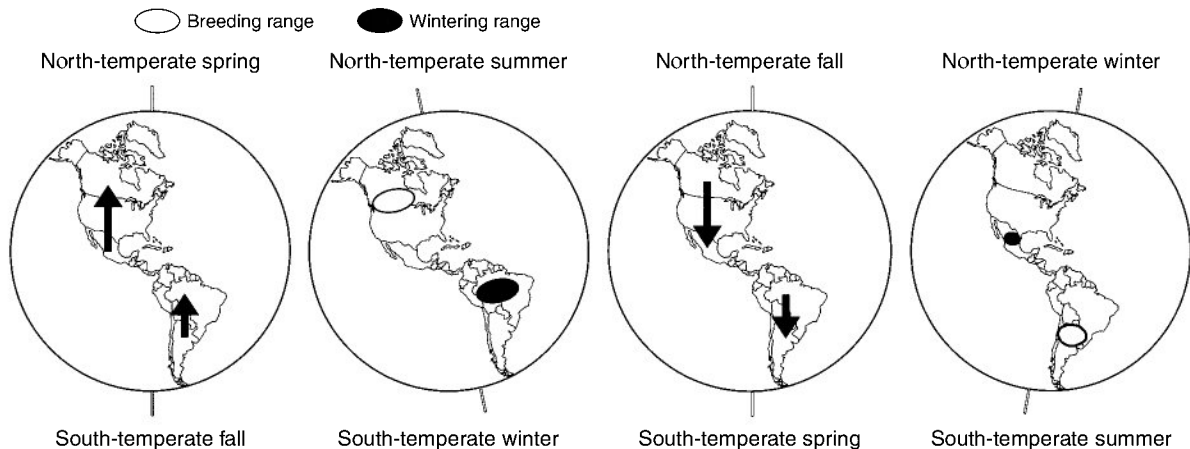 Breeding range
Wintering range
North-temperate spring
North-temperate summer
North-temperate fall
North-temperate winter
South-temperate fall
South-temperate winter
South-temperate spring
South-temperate summer